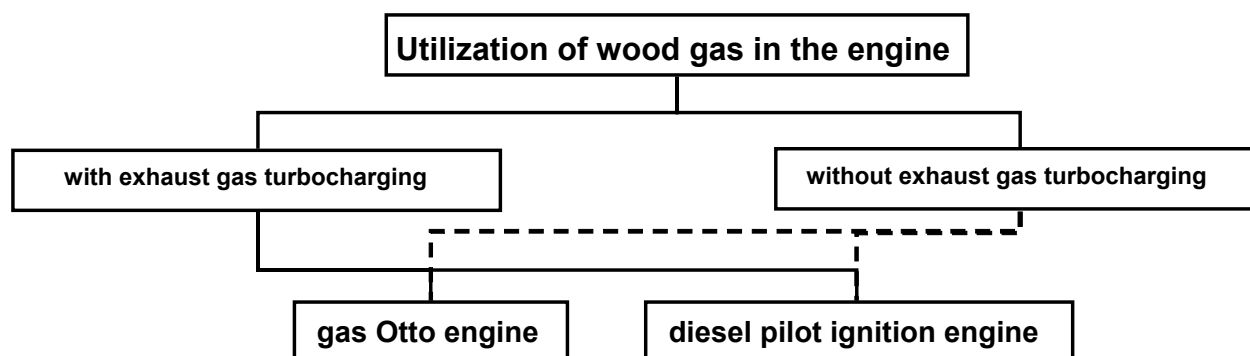 Utilization of wood gas in the engine
with exhaust gas turbocharging
without exhaust gas turbocharging
gas Otto engine
diesel pilot ignition engine